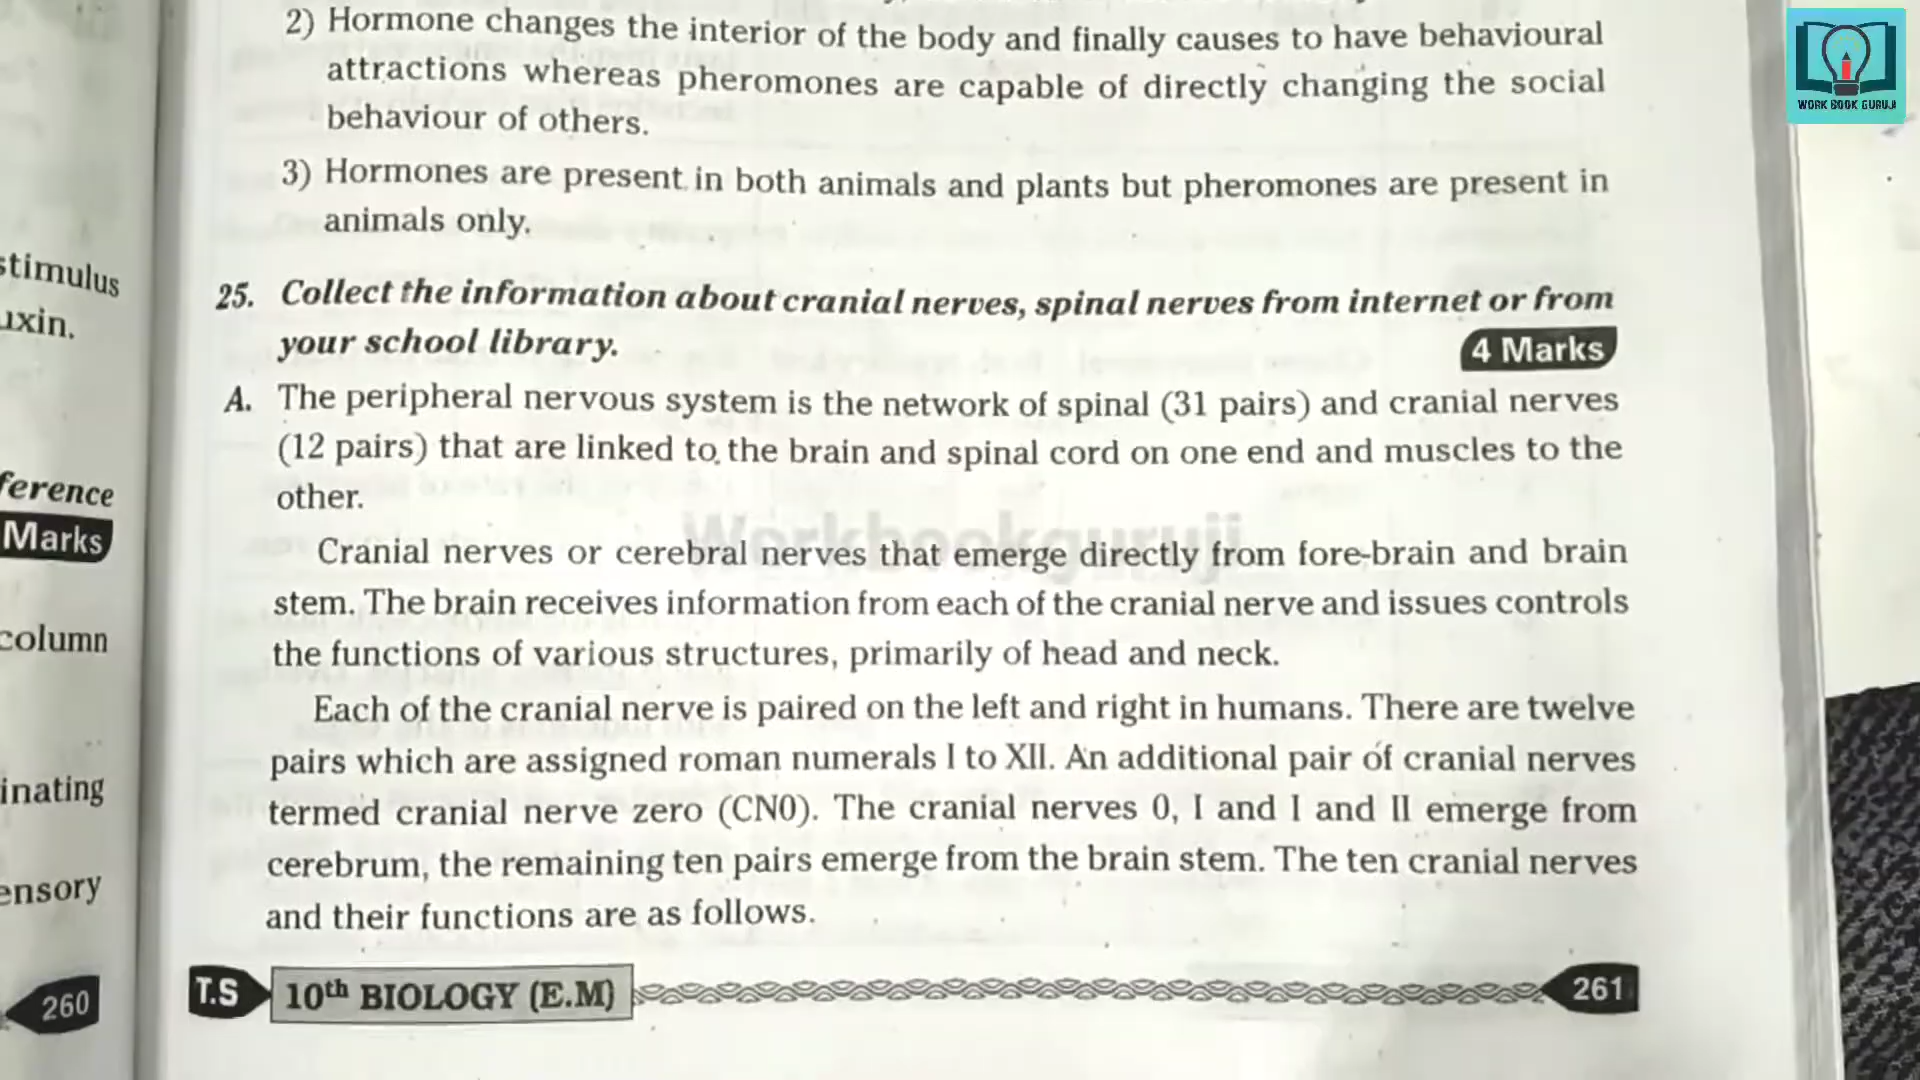 2) Hormone changes the interior of the body and finally causes to have behavioural
attractions whereas pheromones are capable of directly changing the social
behaviour of others.
3) Hormones are present in both animals and plants but pheromones are present in
animals only.
25. Collect the information about cranial nerves, spinal nerves from internet or from
your school library.
4 Marks
A. The peripheral nervous system is the network of spinal (31 pairs) and cranial nerves
(12 pairs) that are linked to the brain and spinal cord on one end and muscles to the
other.
Cranial nerves or cerebral nerves that emerge directly from fore-brain and brain
stem. The brain receives information from each of the cranial nerve and issues controls
the functions of various structures, primarily of head and neck.
Each of the cranial nerve is paired on the left and right in humans. There are twelve
pairs which are assigned roman numerals I to XII. An additional pair of cranial nerves
termed cranial nerve zero (CN0). The cranial nerves 0, I and I and II emerge from
cerebrum, the remaining ten pairs emerge from the brain stem. The ten cranial nerves
and their functions are as follows.
T.S 10th BIOLOGY (E.M) 261
stimulus
uxin.
ference
Marks
column
inating
ensory
260
Workbookguruji
WORK BOOK GURUJI